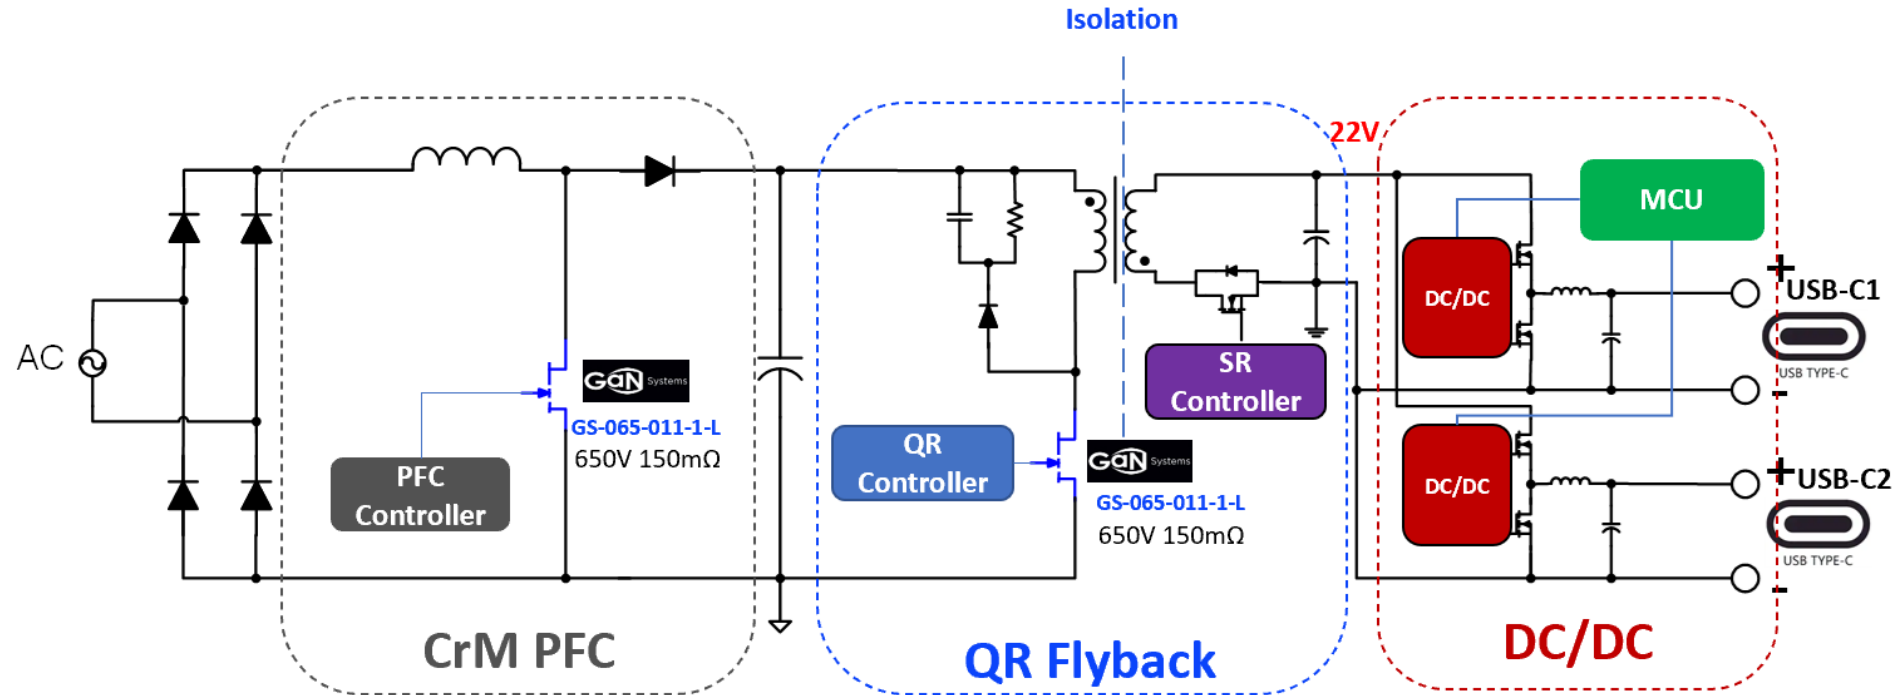 Isolation
22V
MCU
AC
DC/DC
+
USB-C1
USB TYPE-C
-
GaN Systems
GS-065-011-1-L
650V 150mΩ
PFC
Controller
SR
Controller
QR
Controller
GaN Systems
GS-065-011-1-L
650V 150mΩ
DC/DC
+
USB-C2
USB TYPE-C
-
CrM PFC
QR Flyback
DC/DC